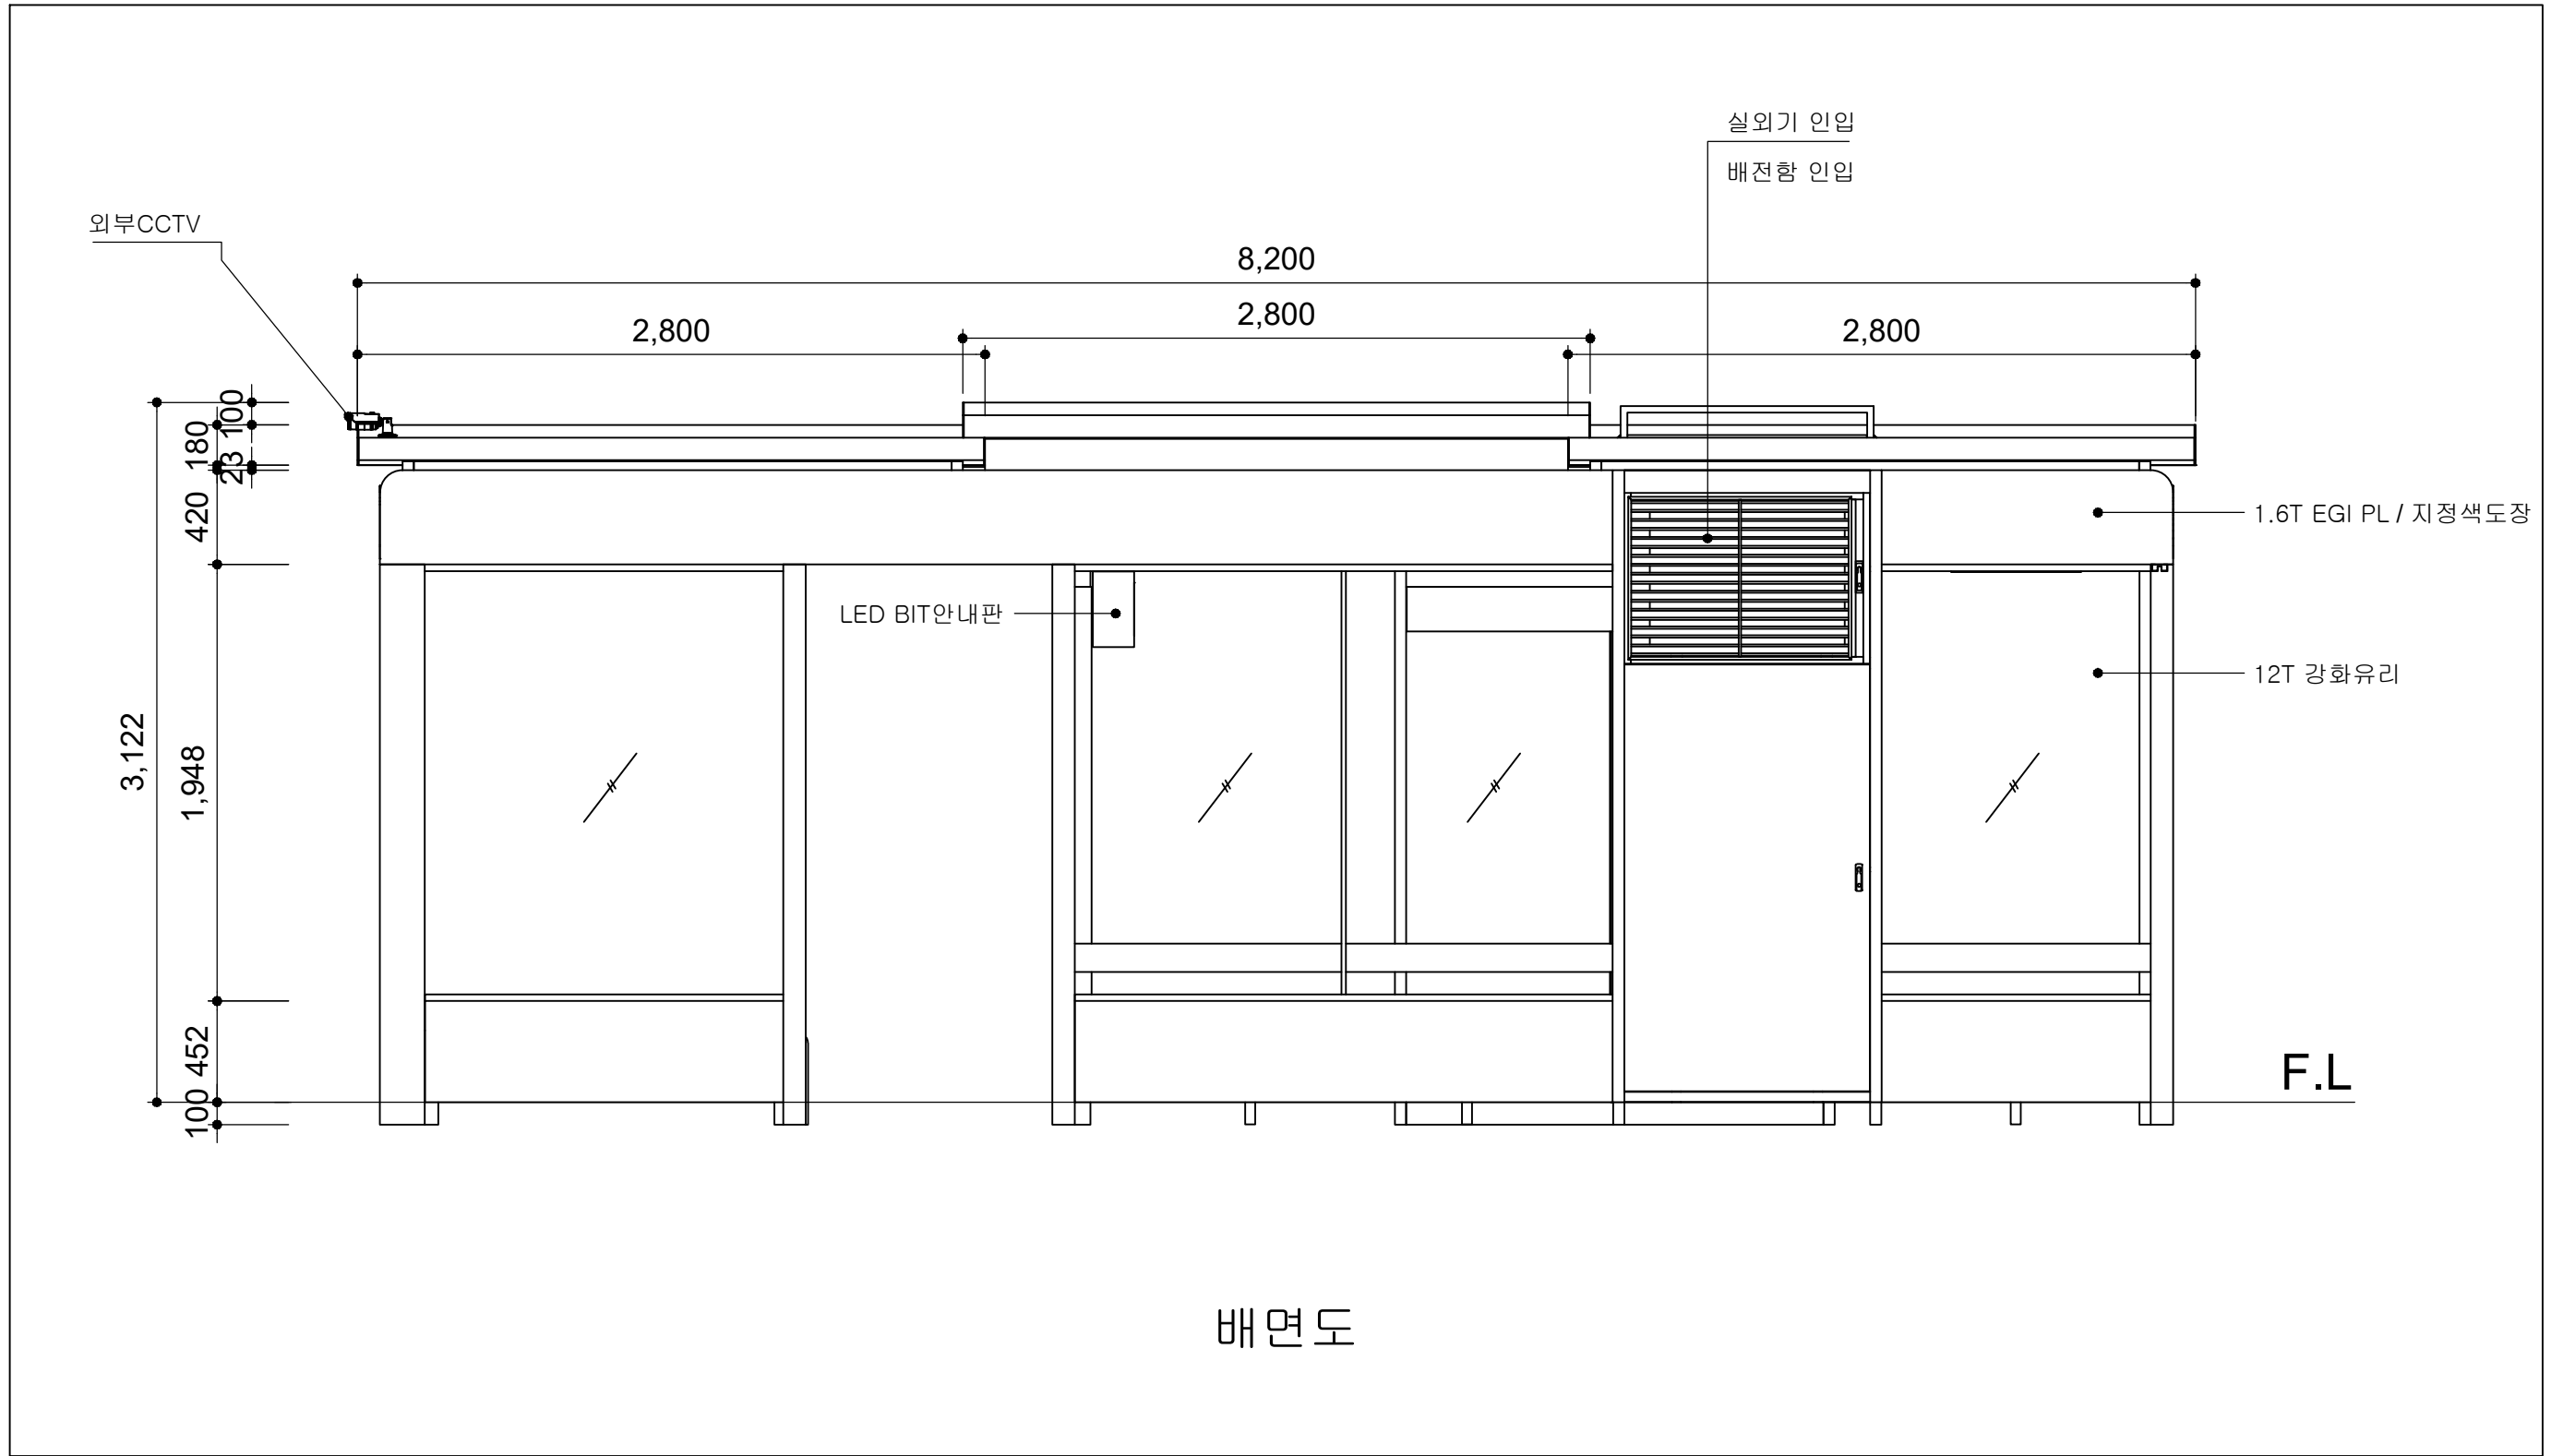 실외기 인입
배전함 인입
외부CCTV
8,200
2,800
2,800
2,800
100
180
23
420
1.6T EGI PL / 지정색도장
LED BIT안내판
12T 강화유리
3,122
1,948
452
100
F.L
배면도